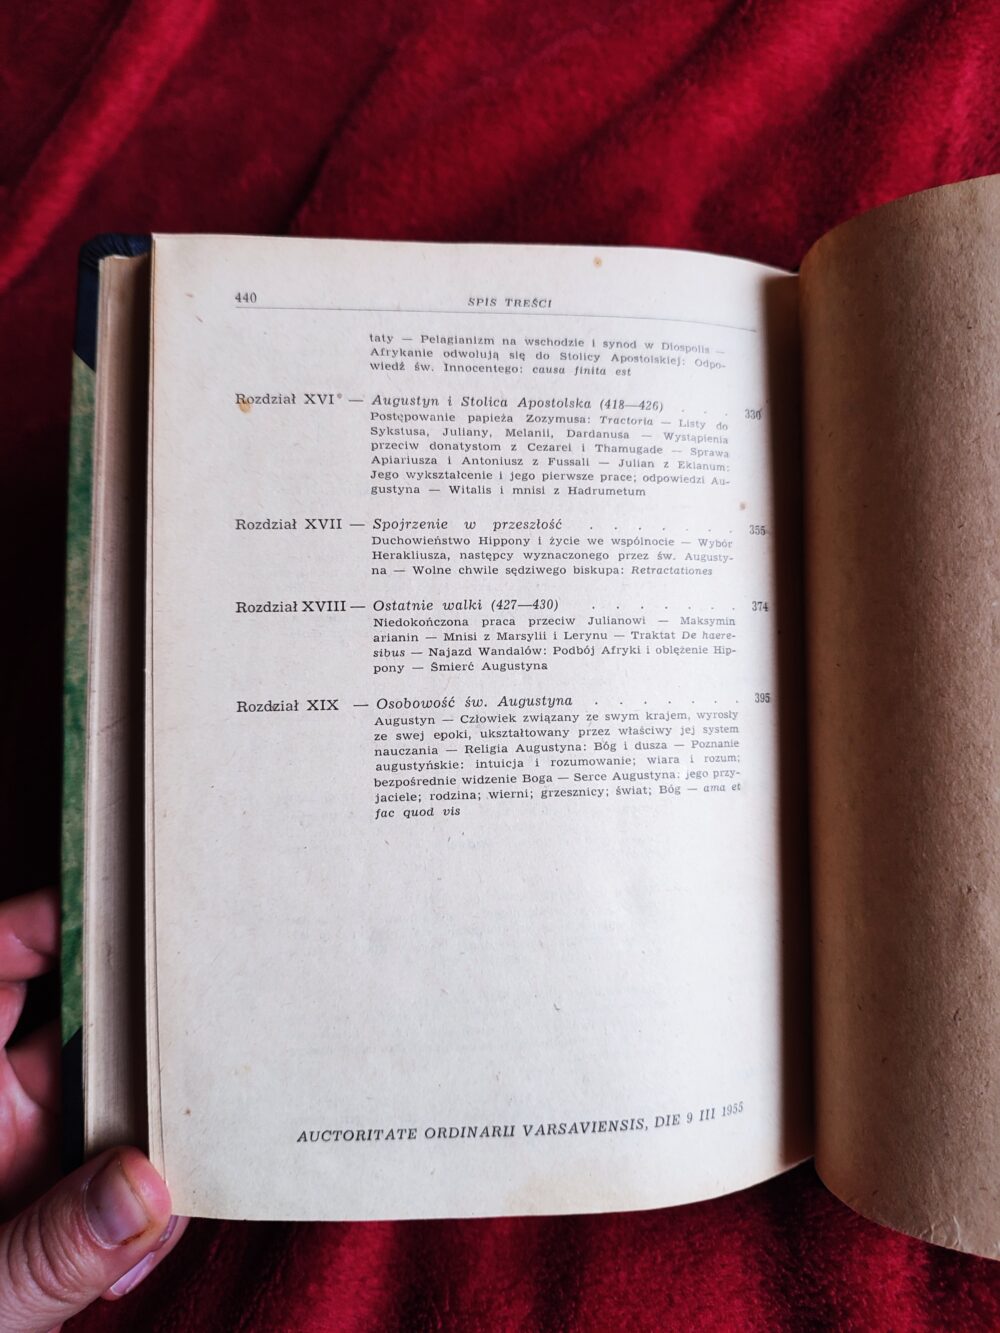 440
SPIS TREŚCI
taty — Pelagianizm na wschodzie i synod w Diospolis —
Afrykanie odwołują się do Stolicy Apostolskiej: Odpo-
wiedź św. Innocentego: causa finita est
Rozdział XVI — Augustyn i Stolica Apostolska (418—426) . . . 330
Postępowanie papieża Zozymusa: Tractoria — Listy do
Sykstusa, Juliany, Melanii, Dardanusa — Wystąpienia
przeciw donatystom z Cezarei i Thamugade — Sprawa
Apiariusza i Antoniusz z Fussali — Julian z Eklanum:
Jego wykształcenie i jego pierwsze prace; odpowiedzi Au-
gustyna — Witalis i mnisi z Hadrumetum
Rozdział XVII — Spojrzenie w przeszłość . . . . . . . 355
Duchowieństwo Hippony i życie we wspólnocie — Wybór
Herakliusza, następcy wyznaczonego przez św. Augusty-
na — Wolne chwile sędziwego biskupa: Retractationes
Rozdział XVIII — Ostatnie walki (427—430) . . . . . . . 374
Niedokończona praca przeciw Julianowi — Maksymin
arianin — Mnisi z Marsylii i Lerynu — Traktat De haere-
sibus — Najazd Wandalów: Podbój Afryki i oblężenie Hip-
pony — Śmierć Augustyna
Rozdział XIX — Osobowość św. Augustyna . . . . . . . 395
Augustyn — Człowiek związany ze swym krajem, wyrosły
ze swej epoki, ukształtowany przez właściwy jej system
nauczania — Religia Augustyna: Bóg i dusza — Poznanie
augustyńskie: intuicja i rozumowanie; wiara i rozum;
bezpośrednie widzenie Boga — Serce Augustyna: jego przy-
jaciele; rodzina; wierni; grzesznicy; świat; Bóg — ama et
fac quod vis
AUCTORITATE ORDINARII VARSAVIENSIS, DIE 9 III 1955